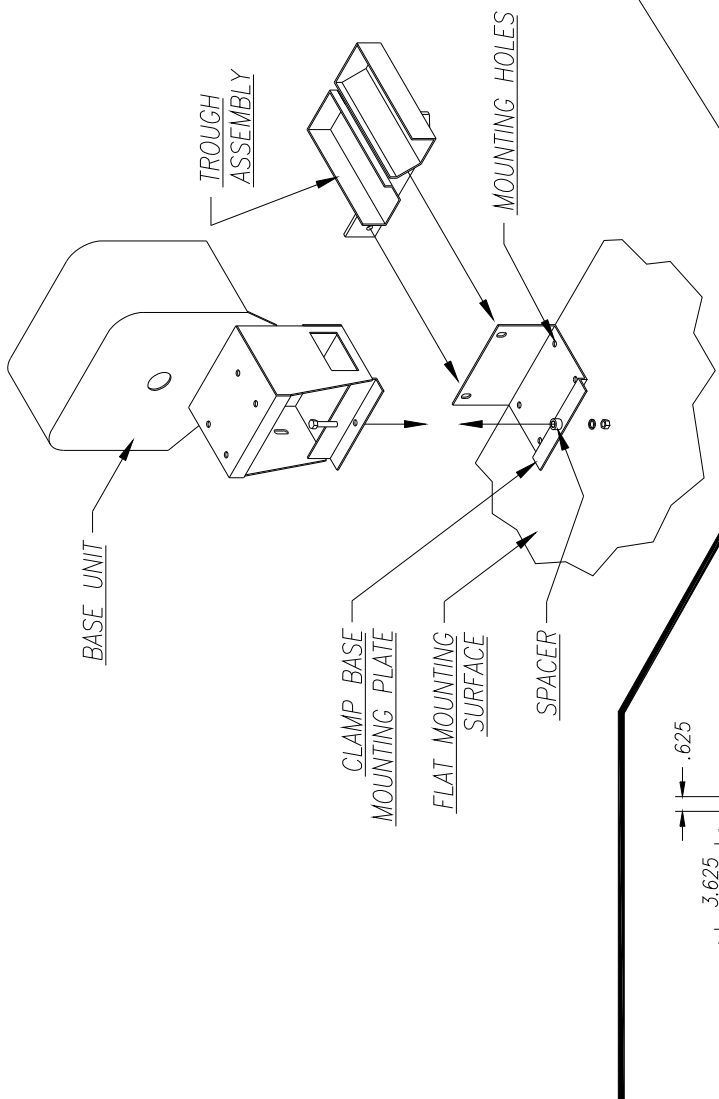 TROUGH
ASSEMBLY
MOUNTING HOLES
BASE UNIT
CLAMP BASE
MOUNTING PLATE
FLAT MOUNTING
SURFACE
SPACER
.625
3.625